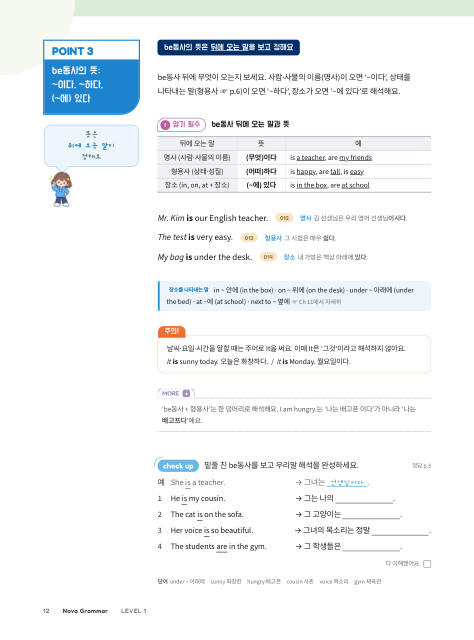 POINT 3
be동사의 뜻:
~이다. ~하다.
(~에) 있다
뜻은
뒤에 오는 말이
정해요
be동사의 뜻은 뒤에 오는 말을 보고 정해요
be동사 뒤에 무엇이 오는지 보세요. 사람·사물의 이름(명사)이 오면 '~이다', 상태를
나타내는 말(형용사 ☞ p.6)이 오면 '~하다', 장소가 오면 '~에 있다'로 해석해요.
! 암기 필수 be동사 뒤에 오는 말과 뜻
뒤에 오는 말 뜻 예
명사 (사람·사물의 이름) (무엇)이다 is a teacher, are my friends
형용사 (상태·성질) (어떠)하다 is happy, are tall, is easy
장소 (in, on, at + 장소) (~에) 있다 is in the box, are at school
Mr. Kim is our English teacher. 012 명사 김 선생님은 우리 영어 선생님이시다.
The test is very easy. 013 형용사 그 시험은 매우 쉽다.
My bag is under the desk. 014 장소 내 가방은 책상 아래에 있다.
장소를 나타내는 말 in ~ 안에 (in the box) · on ~ 위에 (on the desk) · under ~ 아래에 (under
the bed) · at ~에 (at school) · next to ~ 옆에 ☞ Ch 11에서 자세히
주의!
날씨·요일·시간을 말할 때는 주어로 It을 써요. 이때 It은 '그것'이라고 해석하지 않아요.
It is sunny today. 오늘은 화창하다. / It is Monday. 월요일이다.
MORE +
'be동사 + 형용사'는 한 덩어리로 해석해요. I am hungry.는 '나는 배고픈 이다'가 아니라 '나는
배고프다'예요.
check up 밑줄 친 be동사를 보고 우리말 해석을 완성하세요. 정답 p.3
예 She is a teacher. → 그녀는 선생님이다.
1 He is my cousin. → 그는 나의 ______.
2 The cat is on the sofa. → 그 고양이는 ______.
3 Her voice is so beautiful. → 그녀의 목소리는 정말 ______.
4 The students are in the gym. → 그 학생들은 ______.
다 이해했어요 □
단어 under ~ 아래에 sunny 화창한 hungry 배고픈 cousin 사촌 voice 목소리 gym 체육관
12 Nova Grammar LEVEL 1